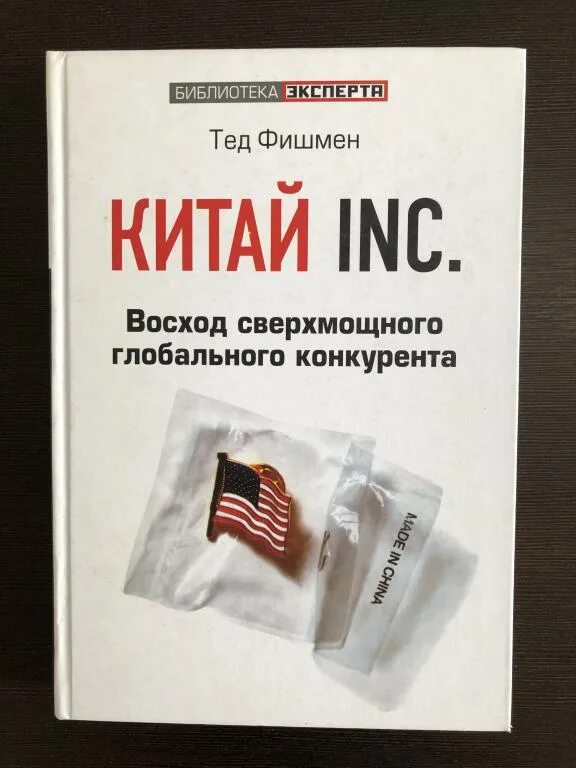 БИБЛИОТЕКА ЭКСПЕРТА
Тед Фишмен
КИТАЙ INC.
Восход сверхмощного
глобального конкурента
MADE IN CHINA